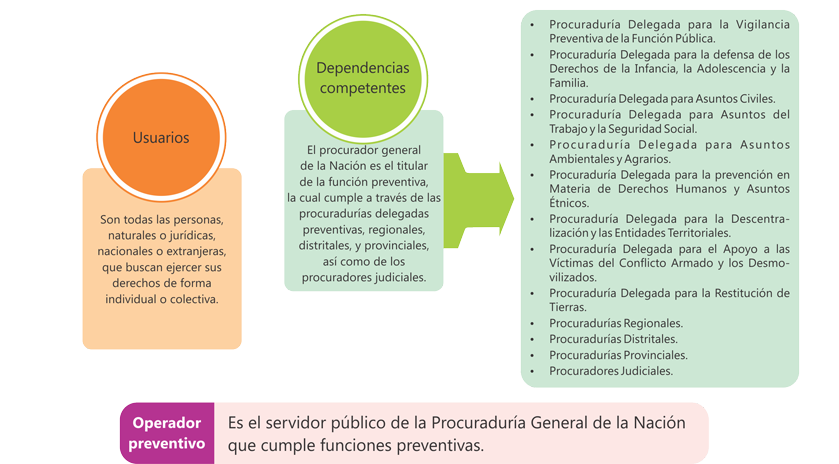 Usuarios
Son todas las personas,
naturales o jurídicas,
nacionales o extranjeras,
que buscan ejercer sus
derechos de forma
individual o colectiva.
Dependencias
competentes
El procurador general
de la Nación es el titular
de la función preventiva,
la cual cumple a través de las
procuradurías delegadas
preventivas, regionales,
distritales, y provinciales,
así como de los
procuradores judiciales.
• Procuraduría Delegada para la Vigilancia
Preventiva de la Función Pública.
• Procuraduría Delegada para la defensa de los
Derechos de la Infancia, la Adolescencia y la
Familia.
• Procuraduría Delegada para Asuntos Civiles.
• Procuraduría Delegada para Asuntos del
Trabajo y la Seguridad Social.
• Procuraduría Delegada para Asuntos
Ambientales y Agrarios.
• Procuraduría Delegada para la prevención en
Materia de Derechos Humanos y Asuntos
Étnicos.
• Procuraduría Delegada para la Descentra-
lización y las Entidades Territoriales.
• Procuraduría Delegada para el Apoyo a las
Víctimas del Conflicto Armado y los Desmo-
vilizados.
• Procuraduría Delegada para la Restitución de
Tierras.
• Procuradurías Regionales.
• Procuradurías Distritales.
• Procuradurías Provinciales.
• Procuradores Judiciales.
Operador
preventivo
Es el servidor público de la Procuraduría General de la Nación
que cumple funciones preventivas.